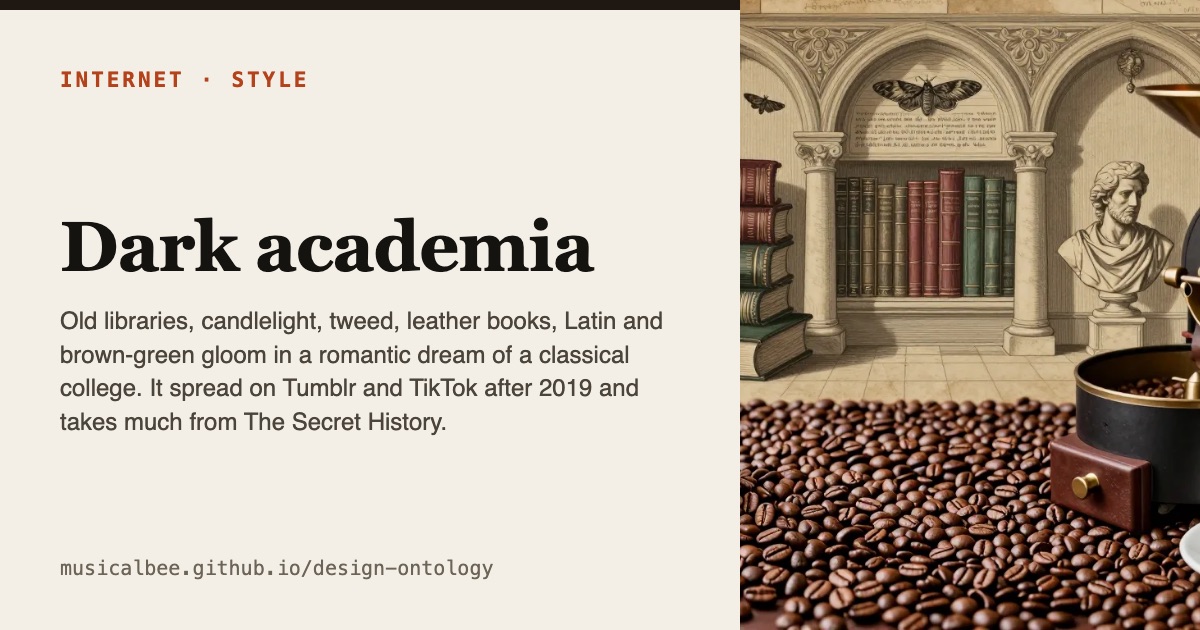 INTERNET · STYLE
Dark academia
Old libraries, candlelight, tweed, leather books, Latin and
brown-green gloom in a romantic dream of a classical
college. It spread on Tumblr and TikTok after 2019 and
takes much from The Secret History.
musicalbee.github.io/design-ontology